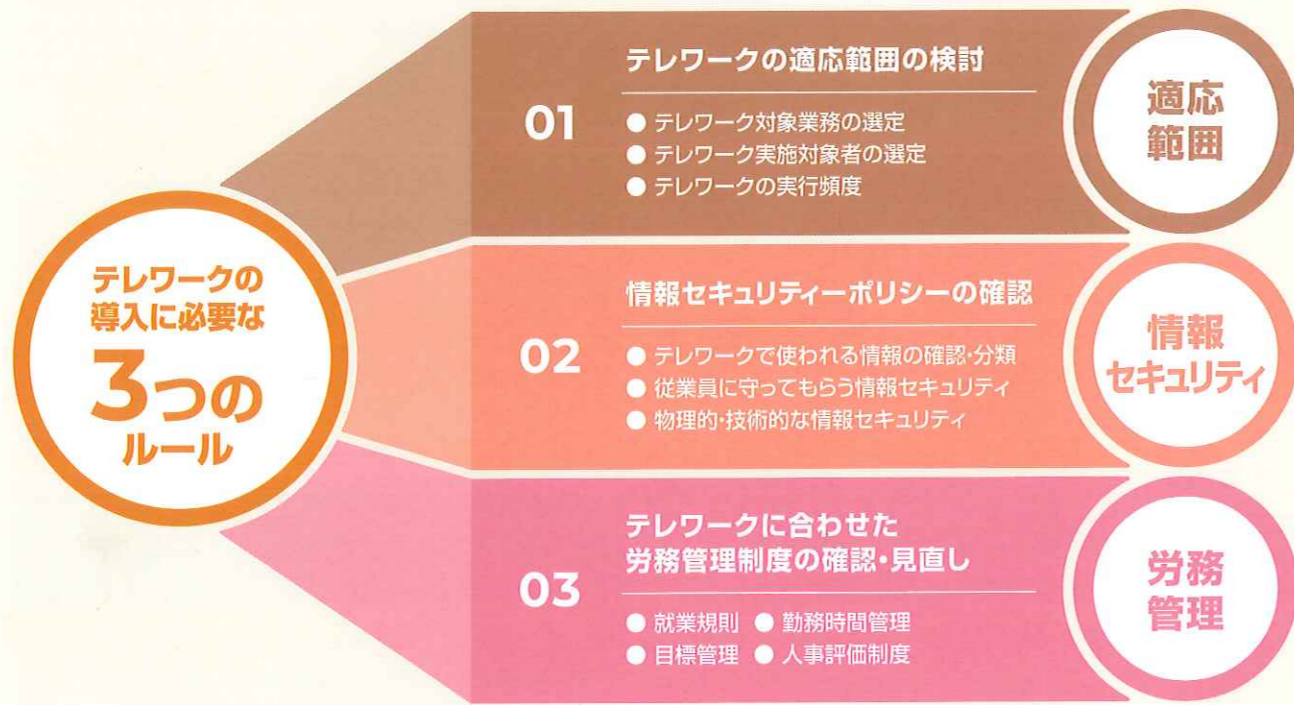 テレワークの
導入に必要な
3つの
ルール
01
テレワークの適応範囲の検討
● テレワーク対象業務の選定
● テレワーク実施対象者の選定
● テレワークの実行頻度
適応
範囲
02
情報セキュリティーポリシーの確認
● テレワークで使われる情報の確認・分類
● 従業員に守ってもらう情報セキュリティ
● 物理的・技術的な情報セキュリティ
情報
セキュリティ
03
テレワークに合わせた
労務管理制度の確認・見直し
● 就業規則 ● 勤務時間管理
● 目標管理 ● 人事評価制度
労務
管理